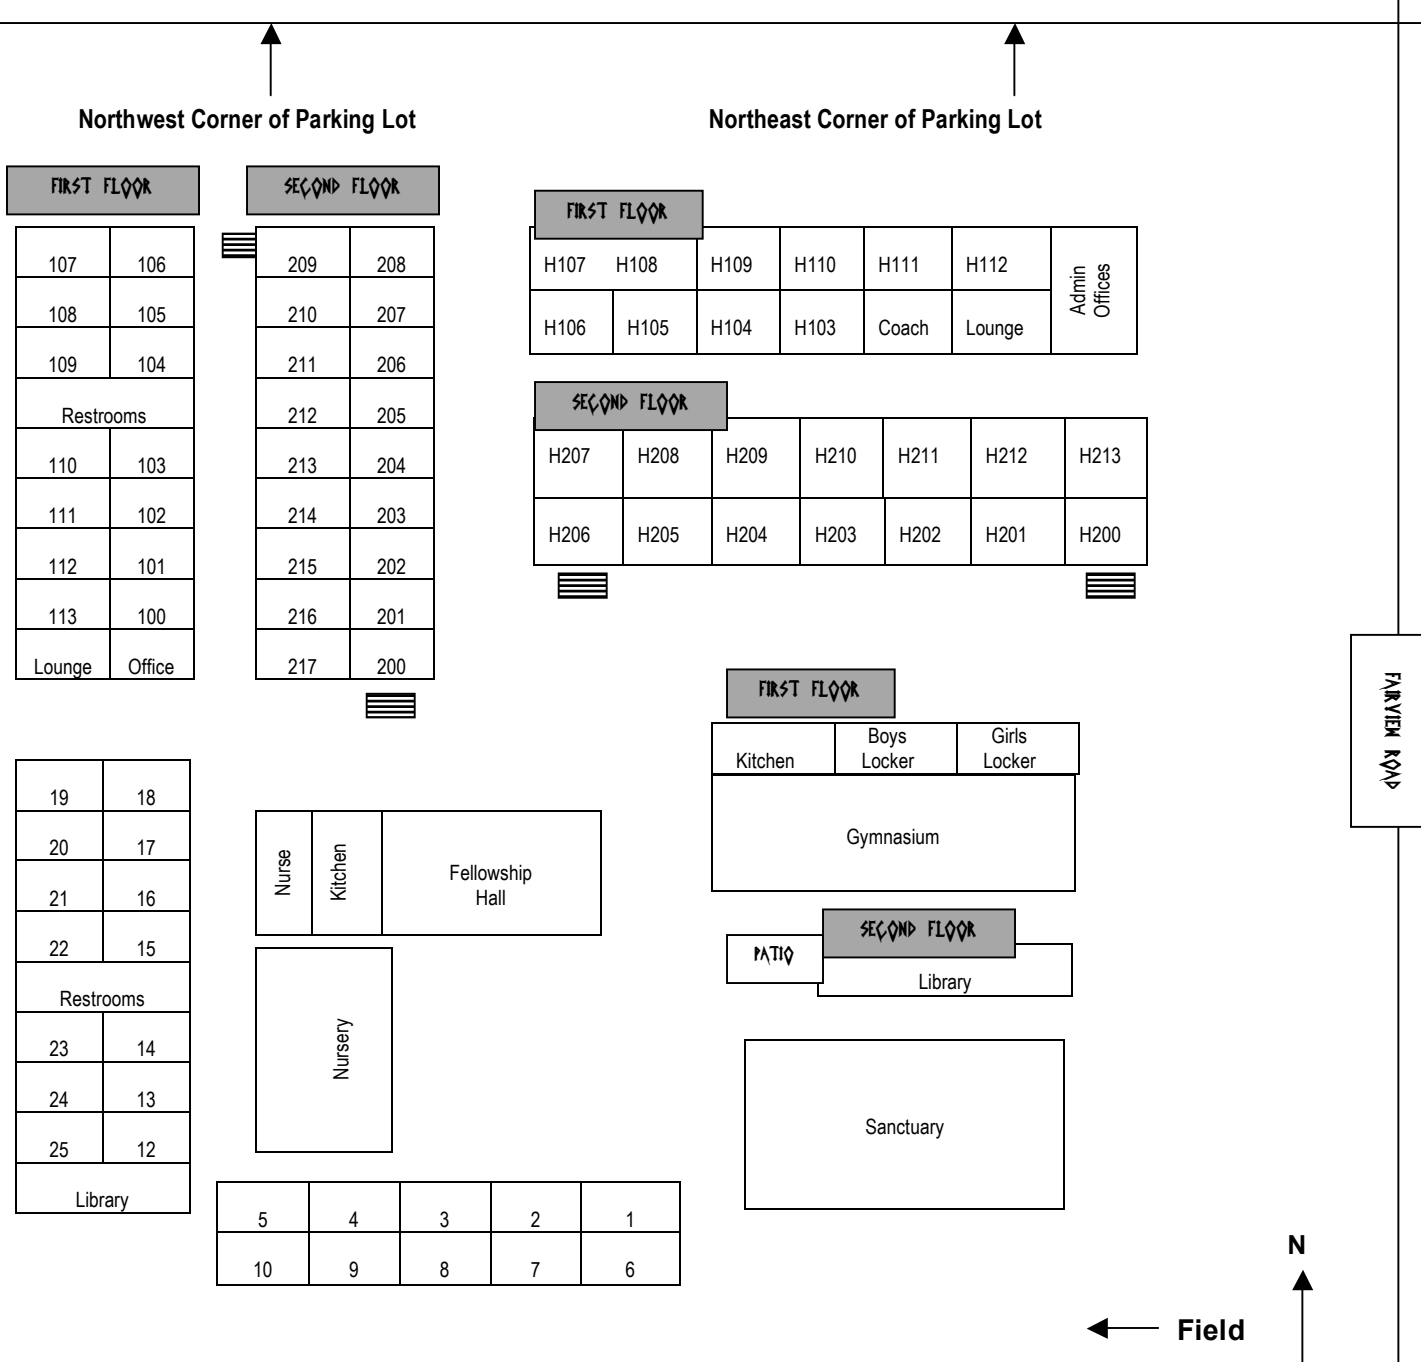 Northwest Corner of Parking Lot
Northeast Corner of Parking Lot
FIRST FLOOR
107 106
108 105
109 104
Restrooms
110 103
111 102
112 101
113 100
Lounge Office
SECOND FLOOR
209 208
210 207
211 206
212 205
213 204
214 203
215 202
216 201
217 200
FIRST FLOOR
H107 H108 H109 H110 H111 H112
H106 H105 H104 H103 Coach Lounge
Admin
Offices
SECOND FLOOR
H207 H208 H209 H210 H211 H212 H213
H206 H205 H204 H203 H202 H201 H200
FAIRVIEW ROAD
19 18
20 17
21 16
22 15
Restrooms
23 14
24 13
25 12
Library
Nurse
Kitchen
Fellowship
Hall
Nursery
5 4 3 2 1
10 9 8 7 6
FIRST FLOOR
Kitchen
Boys
Locker
Girls
Locker
Gymnasium
SECOND FLOOR
PATIO
Library
Sanctuary
N
Field